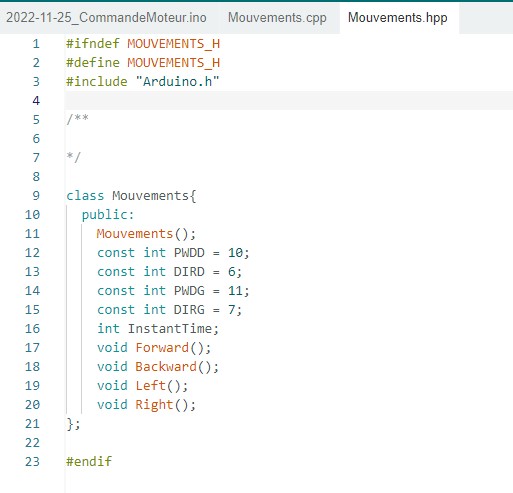 2022-11-25_CommandeMoteur.ino Mouvements.cpp Mouvements.hpp
1 #ifndef MOUVEMENTS_H
2 #define MOUVEMENTS_H
3 #include "Arduino.h"
4
5 /**
6
7 */
8
9 class Mouvements{
10 public:
11 Mouvements();
12 const int PWDD = 10;
13 const int DIRD = 6;
14 const int PWDG = 11;
15 const int DIRG = 7;
16 int InstantTime;
17 void Forward();
18 void Backward();
19 void Left();
20 void Right();
21 };
22
23 #endif